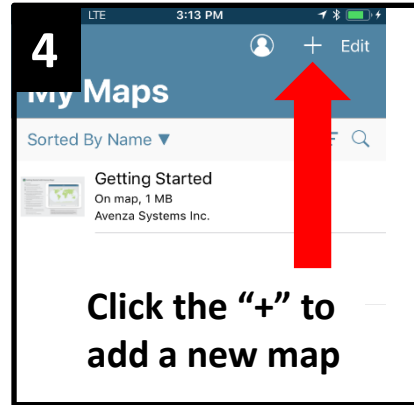 LTE 3:13 PM
4
+ Edit
My Maps
Sorted By Name ▼
Getting Started
On map, 1 MB
Avenza Systems Inc.
Click the “+” to
add a new map